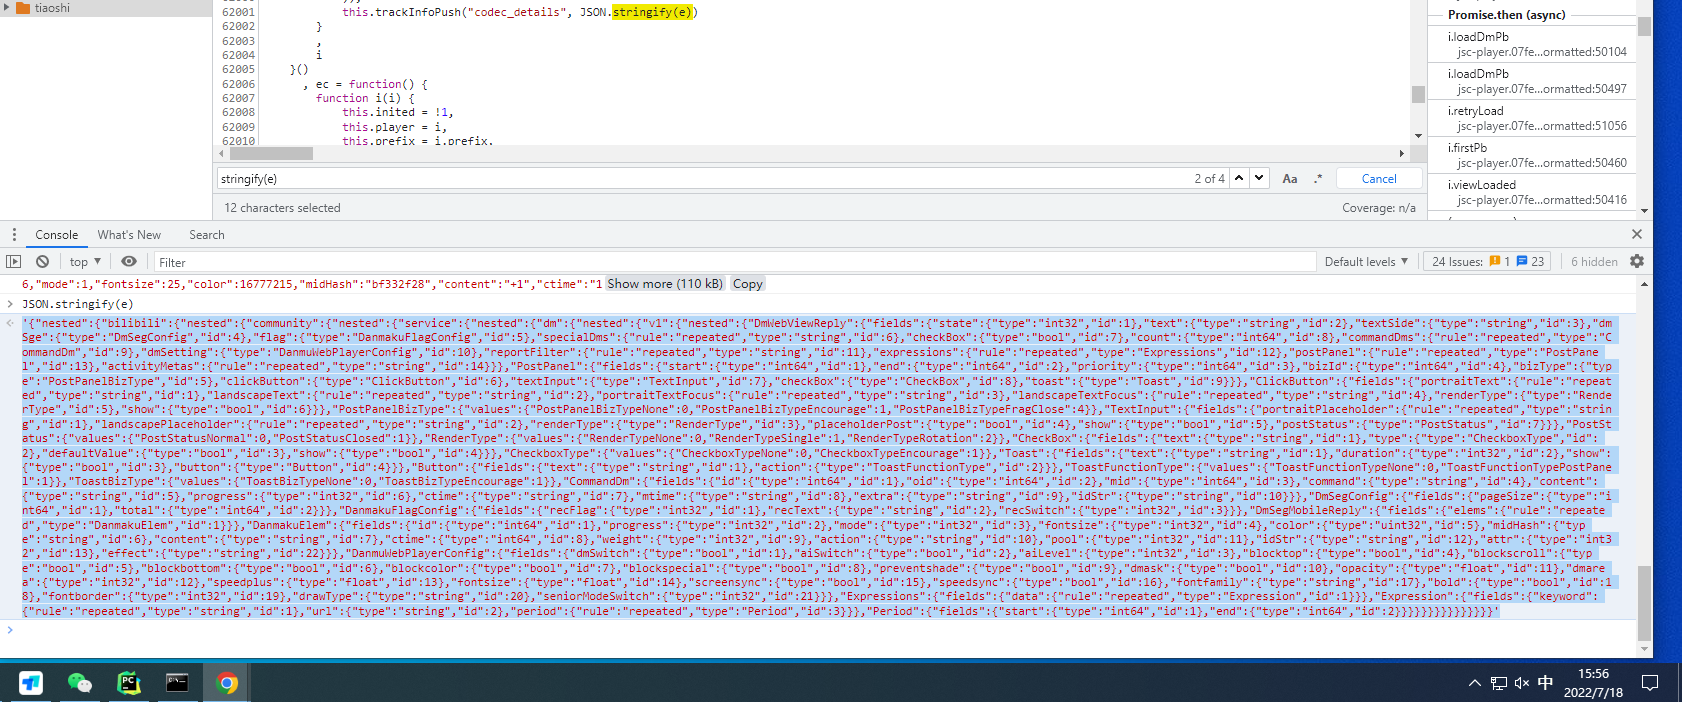 tiaoshi
62001 this.trackInfoPush("codec_details", JSON.stringify(e))
62002 }
62003 ,
62004 i
62005 }()
62006 , ec = function() {
62007 function i(i) {
62008 this.inited = !1,
62009 this.player = i,
62010 this.prefix = i.prefix,
stringify(e)
2 of 4
Aa
.*
Cancel
12 characters selected
Coverage: n/a
Promise.then (async)
i.loadDmPb
jsc-player.07fe...ormatted:50104
i.loadDmPb
jsc-player.07fe...ormatted:50497
i.retryLoad
jsc-player.07fe...ormatted:51056
i.firstPb
jsc-player.07fe...ormatted:50460
i.viewLoaded
jsc-player.07fe...ormatted:50416
Console What's New Search
top Filter Default levels 24 Issues: 1 23 6 hidden
6,"mode":1,"fontsize":25,"color":16777215,"midHash":"bf332f28","content":"+1","ctime":"1 Show more (110 kB) Copy
JSON.stringify(e)
'{"nested":{"bilibili":{"nested":{"community":{"nested":{"service":{"nested":{"dm":{"nested":{"v1":{"nested":{"DmWebViewReply":{"fields":{"state":{"type":"int32","id":1},"text":{"type":"string","id":2},"textSide":{"type":"string","id":3},"dm
Sge":{"type":"DmSegConfig","id":4},"flag":{"type":"DanmakuFlagConfig","id":5},"specialDms":{"rule":"repeated","type":"string","id":6},"checkBox":{"type":"bool","id":7},"count":{"type":"int64","id":8},"commandDms":{"rule":"repeated","type":"C
ommandDm","id":9},"dmSetting":{"type":"DanmuWebPlayerConfig","id":10},"reportFilter":{"rule":"repeated","type":"string","id":11},"expressions":{"rule":"repeated","type":"Expressions","id":12},"postPanel":{"rule":"repeated","type":"PostPane
l","id":13},"activityMetas":{"rule":"repeated","type":"string","id":14}}},"PostPanel":{"fields":{"start":{"type":"int64","id":1},"end":{"type":"int64","id":2},"priority":{"type":"int64","id":3},"bizId":{"type":"int64","id":4},"bizType":{"typ
e":"PostPanelBizType","id":5},"clickButton":{"type":"ClickButton","id":6},"textInput":{"type":"TextInput","id":7},"checkBox":{"type":"CheckBox","id":8},"toast":{"type":"Toast","id":9}}},"ClickButton":{"fields":{"portraitText":{"rule":"repeat
ed","type":"string","id":1},"landscapeText":{"rule":"repeated","type":"string","id":2},"portraitTextFocus":{"rule":"repeated","type":"string","id":3},"landscapeTextFocus":{"rule":"repeated","type":"string","id":4},"renderType":{"type":"Rende
rType","id":5},"show":{"type":"bool","id":6}}},"PostPanelBizType":{"values":{"PostPanelBizTypeNone":0,"PostPanelBizTypeEncourage":1,"PostPanelBizTypeFragClose":4}},"TextInput":{"fields":{"portraitPlaceholder":{"rule":"repeated","type":"strin
g","id":1},"landscapePlaceholder":{"rule":"repeated","type":"string","id":2},"renderType":{"type":"RenderType","id":3},"placeholderPost":{"type":"bool","id":4},"show":{"type":"bool","id":5},"postStatus":{"type":"PostStatus","id":7}}},"PostSt
atus":{"values":{"PostStatusNormal":0,"PostStatusClosed":1}},"RenderType":{"values":{"RenderTypeNone":0,"RenderTypeSingle":1,"RenderTypeRotation":2}},"CheckBox":{"fields":{"text":{"type":"string","id":1},"type":{"type":"CheckboxType","id":
2},"defaultValue":{"type":"bool","id":3},"show":{"type":"bool","id":4}}},"CheckboxType":{"values":{"CheckboxTypeNone":0,"CheckboxTypeEncourage":1}},"Toast":{"fields":{"text":{"type":"string","id":1},"duration":{"type":"int32","id":2},"show":
{"type":"bool","id":3},"button":{"type":"Button","id":4}}},"Button":{"fields":{"text":{"type":"string","id":1},"action":{"type":"ToastFunctionType","id":2}}},"ToastFunctionType":{"values":{"ToastFunctionTypeNone":0,"ToastFunctionTypePostPane
l":1}},"ToastBizType":{"values":{"ToastBizTypeNone":0,"ToastBizTypeEncourage":1}},"CommandDm":{"fields":{"id":{"type":"int64","id":1},"oid":{"type":"int64","id":2},"mid":{"type":"int64","id":3},"command":{"type":"string","id":4},"content":
{"type":"string","id":5},"progress":{"type":"int32","id":6},"ctime":{"type":"string","id":7},"mtime":{"type":"string","id":8},"extra":{"type":"string","id":9},"idStr":{"type":"string","id":10}}},"DmSegConfig":{"fields":{"pageSize":{"type":"i
nt64","id":1},"total":{"type":"int64","id":2}}},"DanmakuFlagConfig":{"fields":{"recFlag":{"type":"int32","id":1},"recText":{"type":"string","id":2},"recSwitch":{"type":"int32","id":3}}},"DmSegMobileReply":{"fields":{"elems":{"rule":"repeate
d","type":"DanmakuElem","id":1}}},"DanmakuElem":{"fields":{"id":{"type":"int64","id":1},"progress":{"type":"int32","id":2},"mode":{"type":"int32","id":3},"fontsize":{"type":"int32","id":4},"color":{"type":"uint32","id":5},"midHash":{"typ
e":"string","id":6},"content":{"type":"string","id":7},"ctime":{"type":"int64","id":8},"weight":{"type":"int32","id":9},"action":{"type":"string","id":10},"pool":{"type":"int32","id":11},"idStr":{"type":"string","id":12},"attr":{"type":"int3
2","id":13},"effect":{"type":"string","id":22}}},"DanmuWebPlayerConfig":{"fields":{"dmSwitch":{"type":"bool","id":1},"aiSwitch":{"type":"bool","id":2},"aiLevel":{"type":"int32","id":3},"blocktop":{"type":"bool","id":4},"blockscroll":{"typ
e":"bool","id":5},"blockbottom":{"type":"bool","id":6},"blockcolor":{"type":"bool","id":7},"blockspecial":{"type":"bool","id":8},"preventshade":{"type":"bool","id":9},"dmask":{"type":"bool","id":10},"opacity":{"type":"float","id":11},"dmare
a":{"type":"int32","id":12},"speedplus":{"type":"float","id":13},"fontsize":{"type":"float","id":14},"screensync":{"type":"bool","id":15},"speedsync":{"type":"bool","id":16},"fontfamily":{"type":"string","id":17},"bold":{"type":"bool","id":1
8},"fontborder":{"type":"int32","id":19},"drawType":{"type":"string","id":20},"seniorModeSwitch":{"type":"int32","id":21}}},"Expressions":{"fields":{"data":{"rule":"repeated","type":"Expression","id":1}}},"Expression":{"fields":{"keyword":
{"rule":"repeated","type":"string","id":1},"url":{"type":"string","id":2},"period":{"rule":"repeated","type":"Period","id":3}}},"Period":{"fields":{"start":{"type":"int64","id":1},"end":{"type":"int64","id":2}}}}}}}}}}}}}}'
中
15:56
2022/7/18